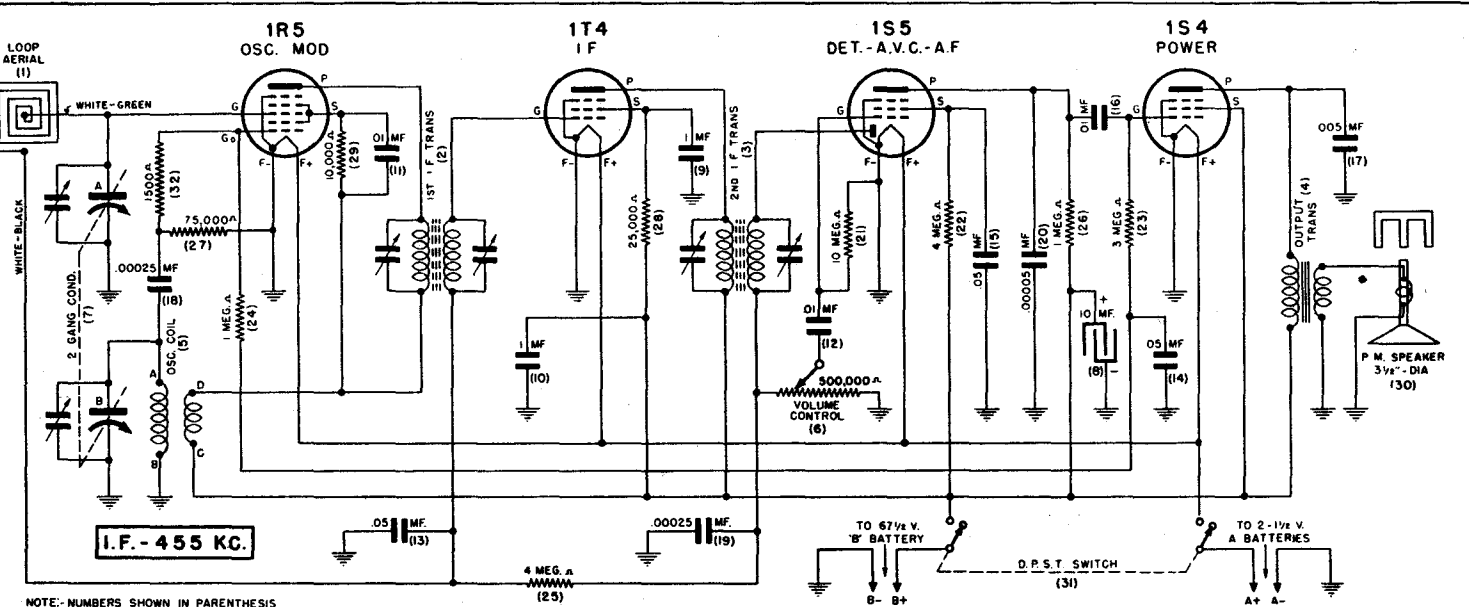 1R5
OSC. MOD
1T4
I F
1S5
DET.-A.V.C.-A.F
1S4
POWER
LOOP
AERIAL
(1)
WHITE-GREEN
WHITE-BLACK
G
G₀
P
S
F-
F+
1500Ω
(32)
75,000Ω
(27)
.00025 MF
(18)
A
2 GANG COND.
(7)
B
OSC. COIL
(5)
A
B
D
C
1 MEG.Ω
(24)
10,000Ω
(29)
.01 MF
(11)
1ST I F TRANS
(2)
G
P
S
F-
F+
.1 MF
(9)
25,000Ω
(28)
.1 MF
(10)
2ND I F TRANS
(3)
G
P
S
F-
F+
10 MEG.Ω
(21)
.01 MF
(12)
500,000Ω
VOLUME
CONTROL
(6)
4 MEG.Ω
(22)
.05 MF
(15)
.00005 MF
(20)
1 MEG.Ω
(26)
.01 MF
(16)
3 MEG.Ω
(23)
+
10 MF.
(8)
-
.05 MF
(14)
G
P
S
F-
F+
.005 MF
(17)
OUTPUT (4)
TRANS
P. M. SPEAKER
3½"-DIA
(30)
I.F.-455 KC.
.05 MF.
(13)
.00025 MF.
(19)
4 MEG.Ω
(25)
TO 67½ V.
'B' BATTERY
B- B+
D.P.S.T. SWITCH
(31)
TO 2-1½ V.
A BATTERIES
A+ A-
NOTE:-NUMBERS SHOWN IN PARENTHESIS